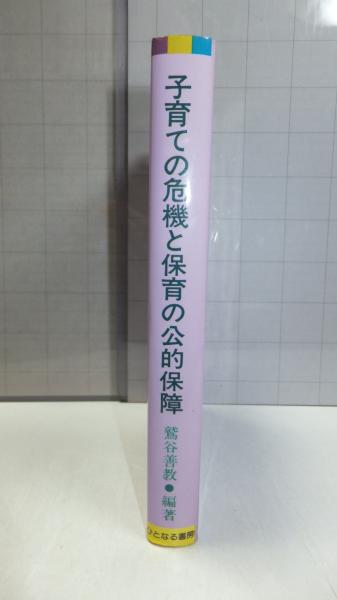 子育ての危機と保育の公的保障
鷲谷善教●編著
ひとなる書房